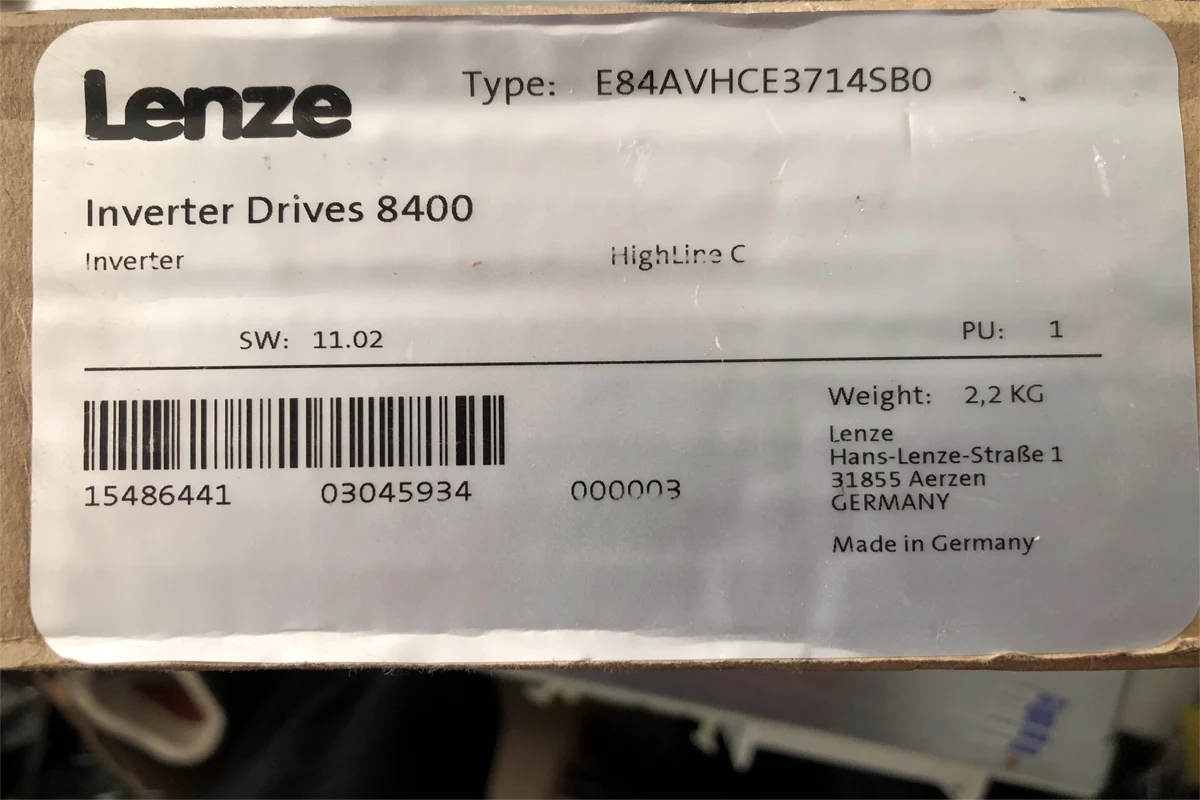 Lenze
Type: E84AVHCE3714SB0
Inverter Drives 8400
Inverter HighLine C
SW: 11.02 PU: 1
Weight: 2,2 KG
Lenze
Hans-Lenze-Straße 1
31855 Aerzen
GERMANY
Made in Germany
15486441 03045934 000003